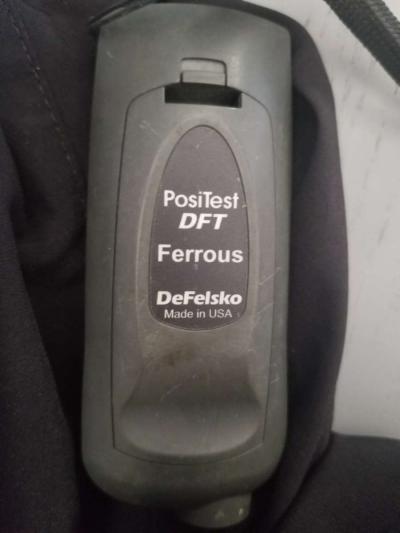 PosiTest
DFT
Ferrous
DeFelsko
Made in USA